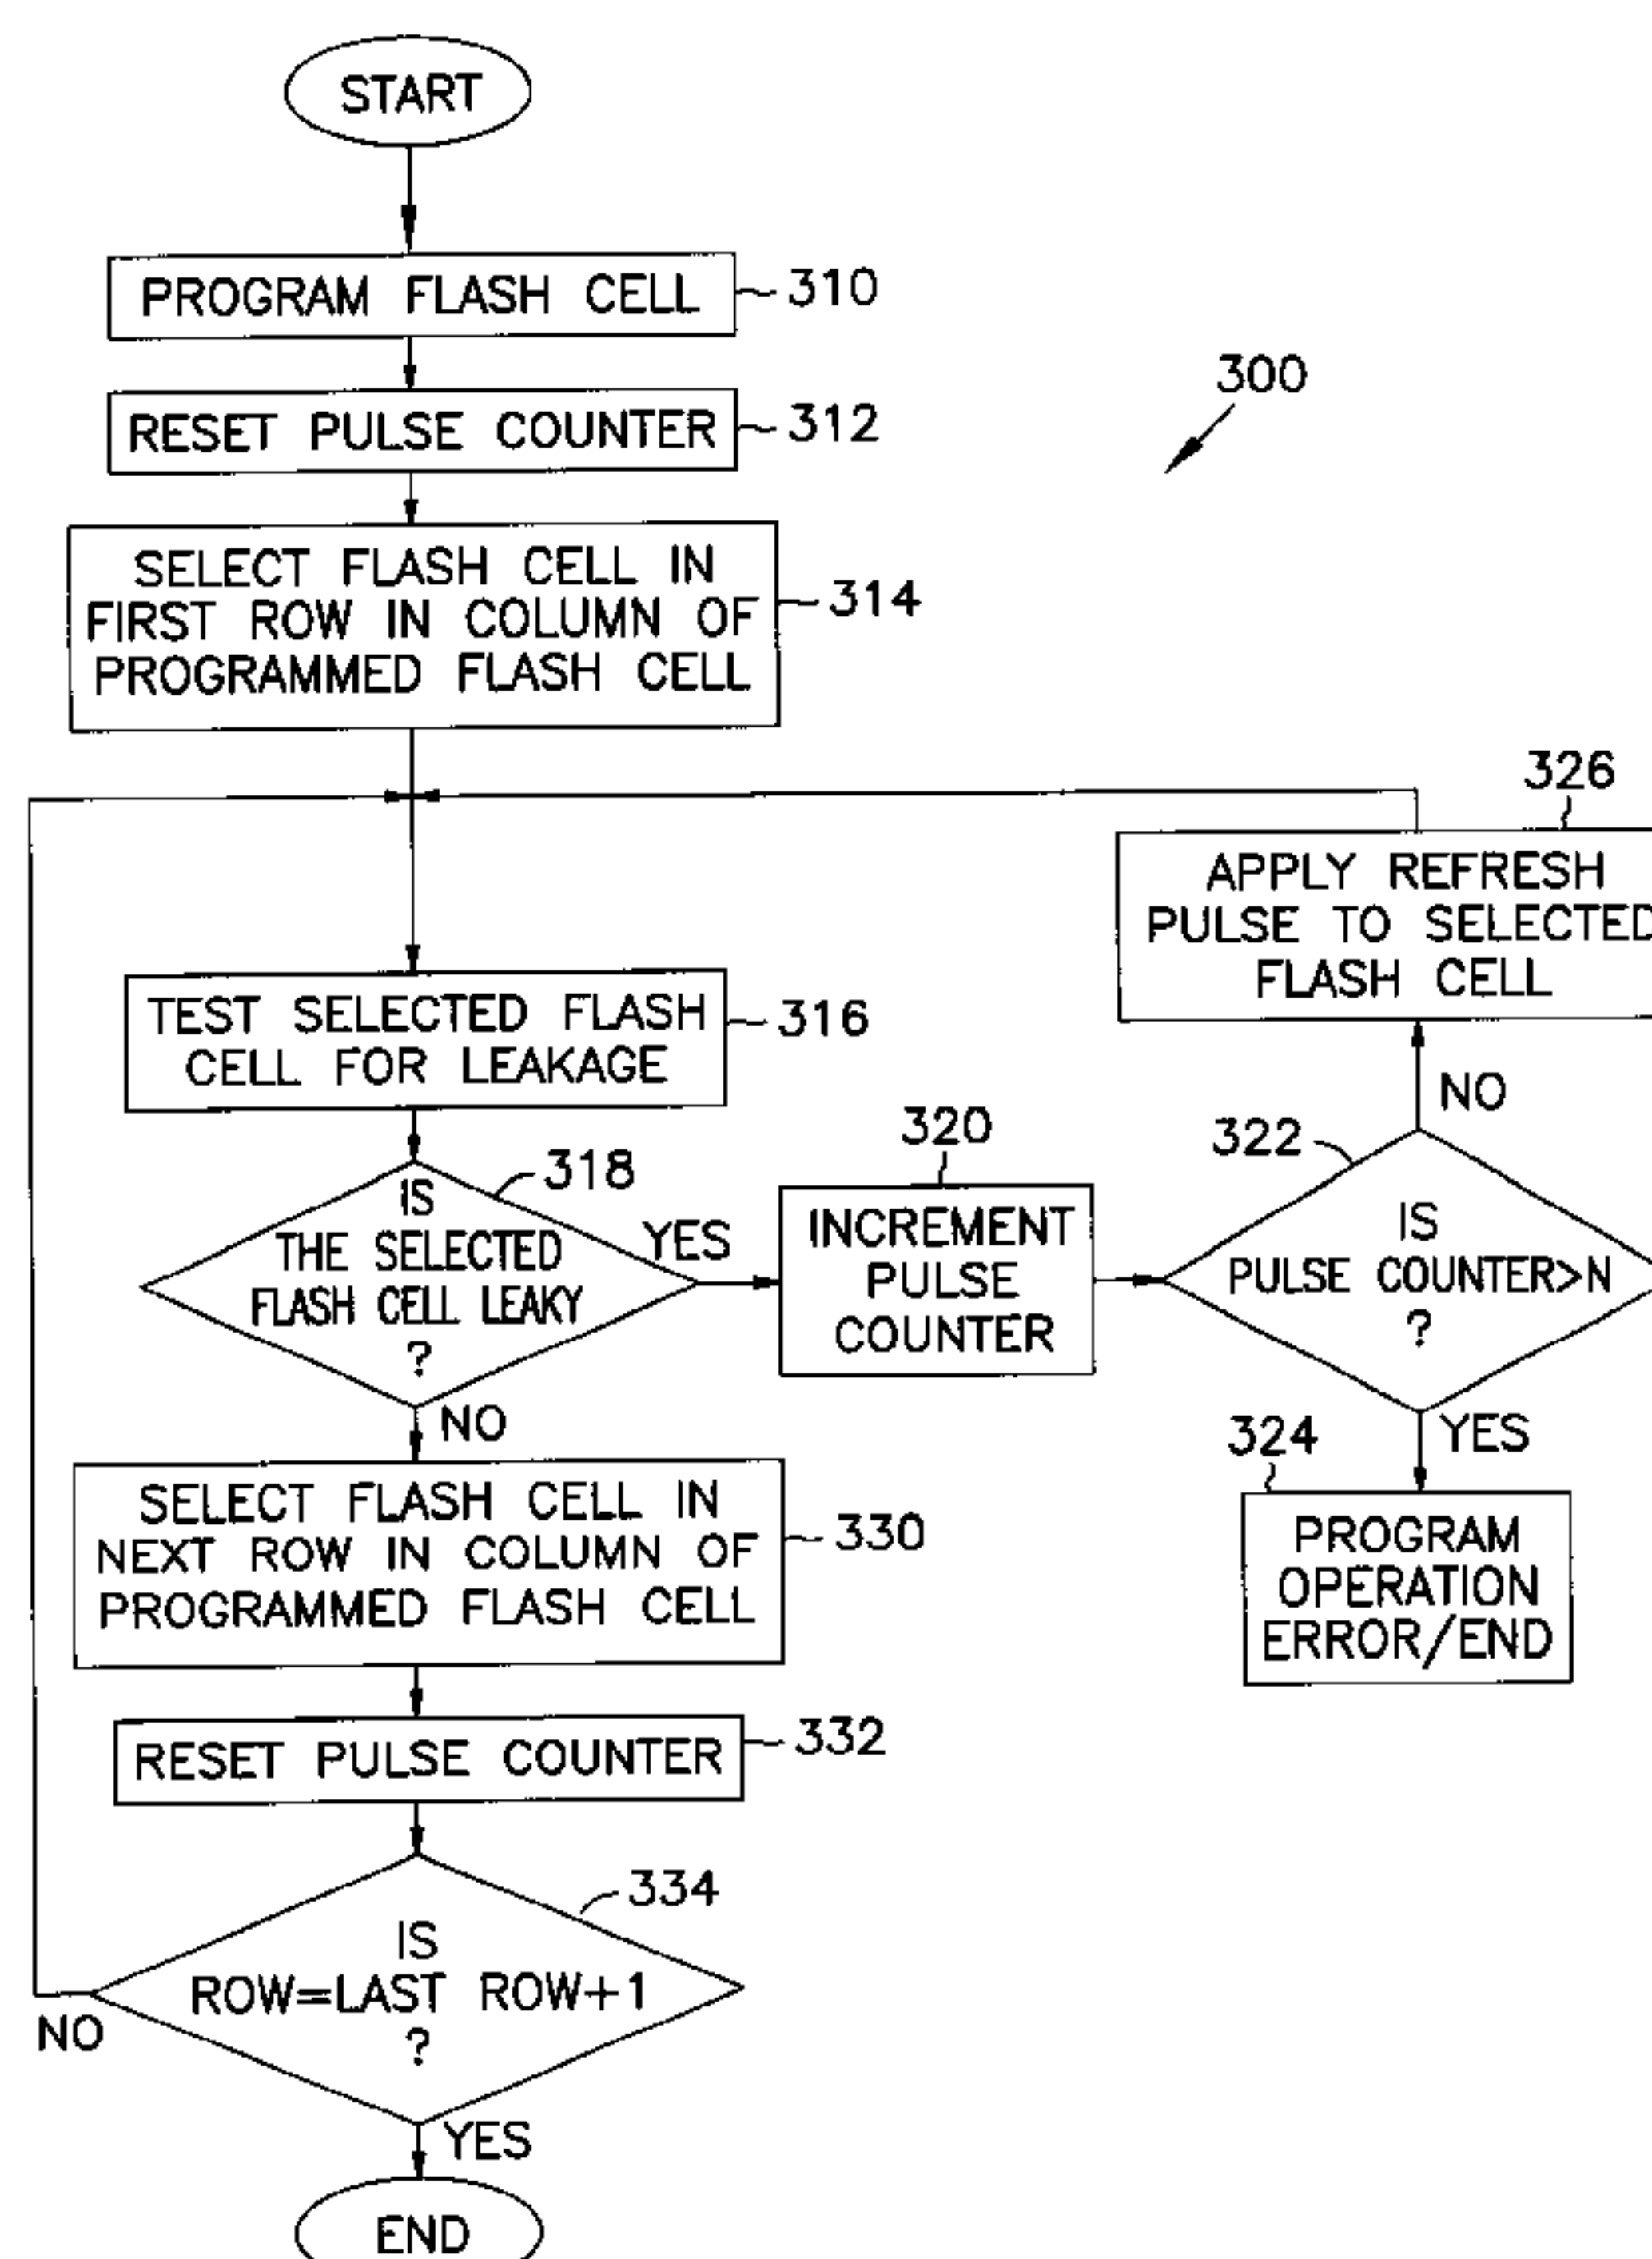 START
PROGRAM FLASH CELL
310
RESET PULSE COUNTER
312
300
SELECT FLASH CELL IN
FIRST ROW IN COLUMN OF
PROGRAMMED FLASH CELL
314
326
APPLY REFRESH
PULSE TO SELECTED
FLASH CELL
TEST SELECTED FLASH
CELL FOR LEAKAGE
316
NO
318
IS
THE SELECTED
FLASH CELL LEAKY
?
YES
320
INCREMENT
PULSE
COUNTER
322
IS
PULSE COUNTER>N
?
NO
YES
324
PROGRAM
OPERATION
ERROR/END
SELECT FLASH CELL IN
NEXT ROW IN COLUMN OF
PROGRAMMED FLASH CELL
330
RESET PULSE COUNTER
332
334
IS
ROW=LAST ROW+1
?
NO
YES
END